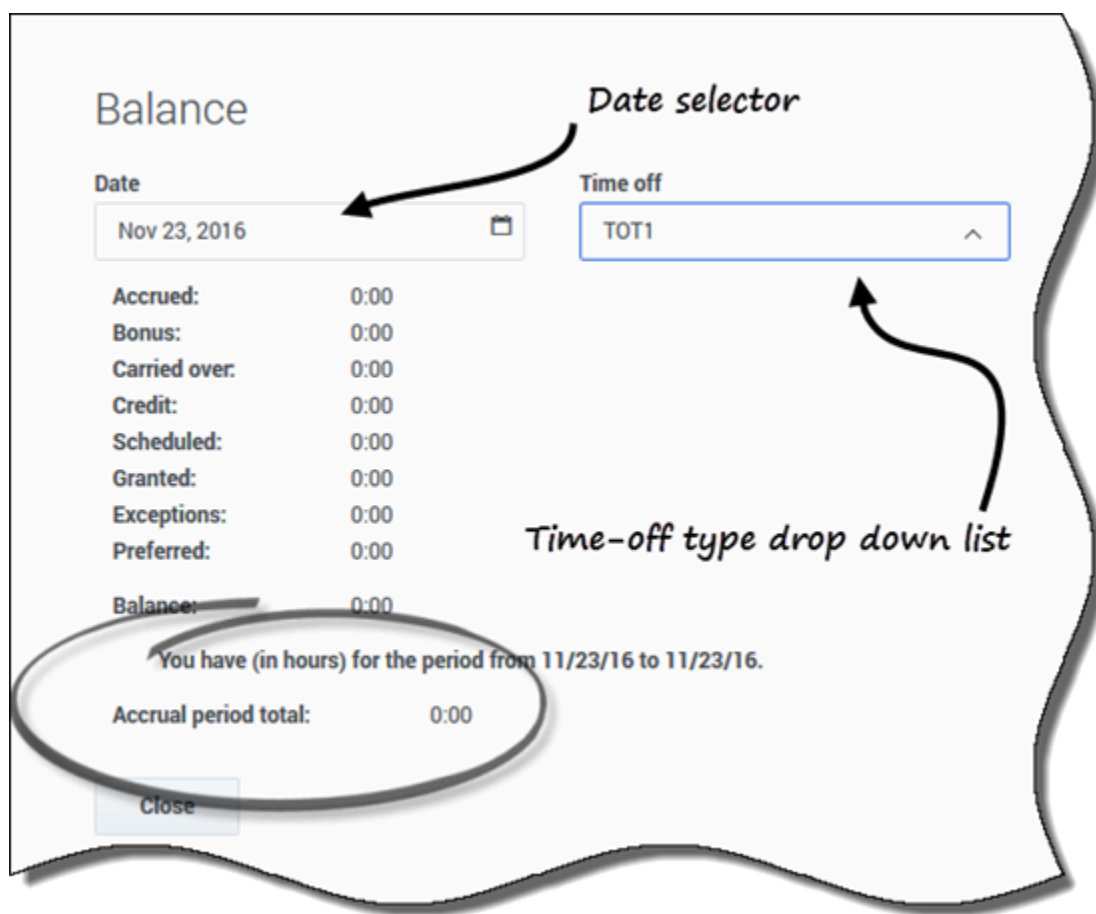 Balance
Date selector
Date
Time off
Nov 23, 2016
TOT1
Accrued: 0:00
Bonus: 0:00
Carried over: 0:00
Credit: 0:00
Scheduled: 0:00
Granted: 0:00
Exceptions: 0:00
Preferred: 0:00
Time-off type drop down list
Balance: 0:00
You have (in hours) for the period from 11/23/16 to 11/23/16.
Accrual period total: 0:00
Close